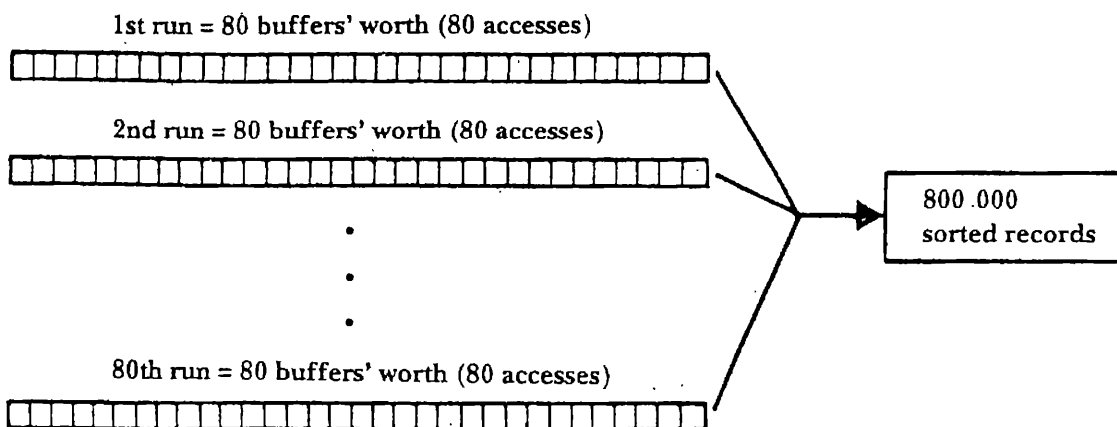 1st run = 80 buffers' worth (80 accesses)
2nd run = 80 buffers' worth (80 accesses)
800.000
sorted records
80th run = 80 buffers' worth (80 accesses)